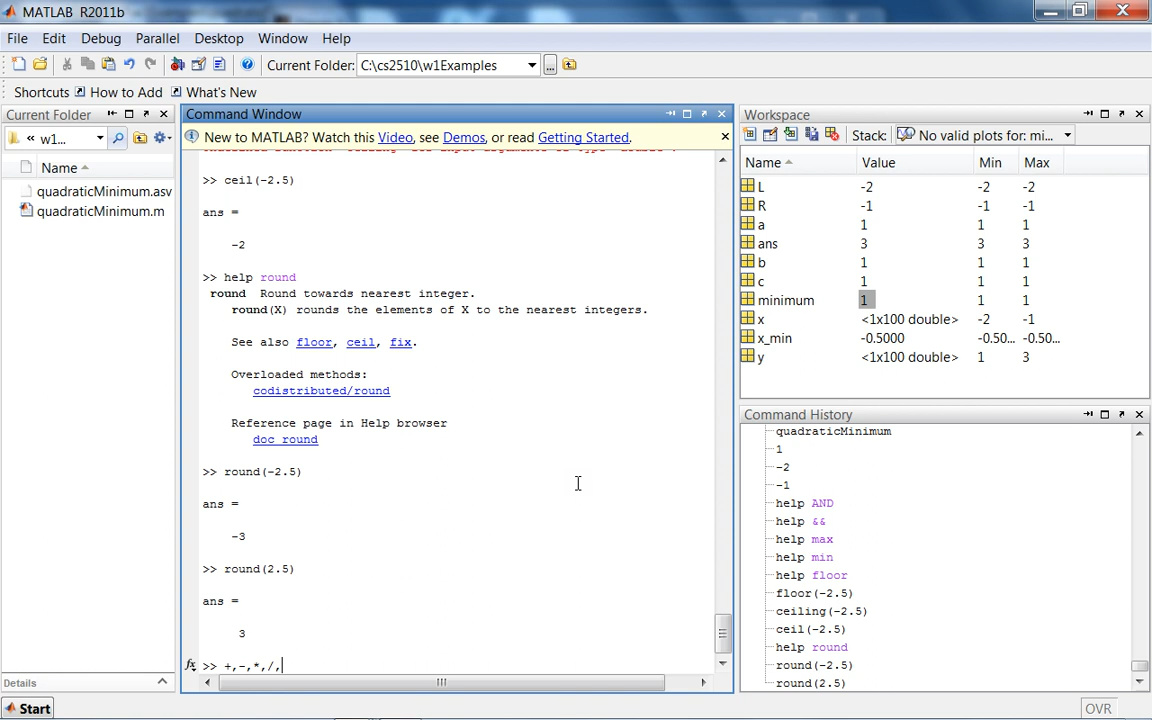 MATLAB R2011b
File Edit Debug Parallel Desktop Window Help
Current Folder: C:\cs2510\w1Examples ...
Shortcuts How to Add What's New
Current Folder
« w1...
Name
quadraticMinimum.asv
quadraticMinimum.m
Details
Command Window
New to MATLAB? Watch this Video, see Demos, or read Getting Started.
>> ceil(-2.5)
ans =
-2
>> help round
round Round towards nearest integer.
round(X) rounds the elements of X to the nearest integers.
See also floor, ceil, fix.
Overloaded methods:
codistributed/round
Reference page in Help browser
doc round
>> round(-2.5)
ans =
-3
>> round(2.5)
ans =
3
fx >> +,-,*,/,
Workspace
Stack: No valid plots for: mi...
Name Value Min Max
L -2 -2 -2
R -1 -1 -1
a 1 1 1
ans 3 3 3
b 1 1 1
c 1 1 1
minimum 1 1 1
x <1x100 double> -2 -1
x_min -0.5000 -0.50... -0.50...
y <1x100 double> 1 3
Command History
quadraticMinimum
1
-2
-1
help AND
help &&
help max
help min
help floor
floor(-2.5)
ceiling(-2.5)
ceil(-2.5)
help round
round(-2.5)
round(2.5)
Start
OVR